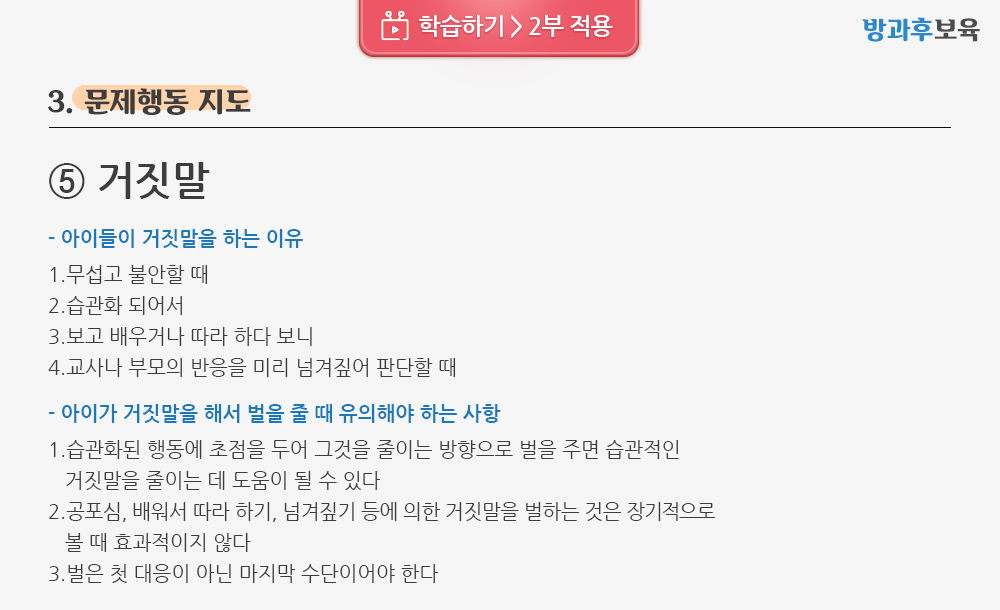 학습하기 > 2부 적용
방과후보육
3. 문제행동 지도
⑤ 거짓말
- 아이들이 거짓말을 하는 이유
1.무섭고 불안할 때
2.습관화 되어서
3.보고 배우거나 따라 하다 보니
4.교사나 부모의 반응을 미리 넘겨짚어 판단할 때
- 아이가 거짓말을 해서 벌을 줄 때 유의해야 하는 사항
1.습관화된 행동에 초점을 두어 그것을 줄이는 방향으로 벌을 주면 습관적인
거짓말을 줄이는 데 도움이 될 수 있다
2.공포심, 배워서 따라 하기, 넘겨짚기 등에 의한 거짓말을 벌하는 것은 장기적으로
볼 때 효과적이지 않다
3.벌은 첫 대응이 아닌 마지막 수단이어야 한다